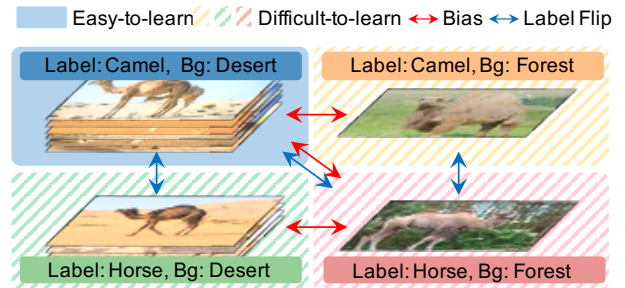 Easy-to-learn Difficult-to-learn Bias Label Flip
Label: Camel, Bg: Desert
Label: Camel, Bg: Forest
Label: Horse, Bg: Desert
Label: Horse, Bg: Forest